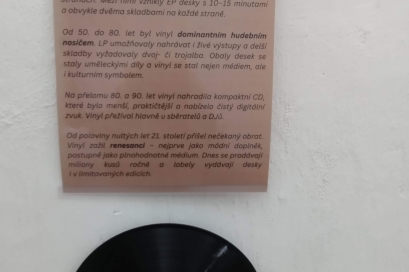 stranách. Mezi nimi vznikly EP desky s 10–15 minutami
a obvykle dvěma skladbami na každé straně.
Od 50. do 80. let byl vinyl dominantním hudebním
nosičem. LP umožňovaly nahrávat i živé výstupy a delší
skladby vyžadovaly dvoj- či trojalba. Obaly desek se
staly uměleckými díly a vinyl se stal nejen médiem, ale
i kulturním symbolem.
Na přelomu 80. a 90. let vinyl nahradila kompaktní CD,
které bylo menší, praktičtější a nabízelo čistý digitální
zvuk. Vinyl přežíval hlavně u sběratelů a DJů.
Od poloviny nultých let 21. století přišel nečekaný obrat.
Vinyl zažil renesanci – nejprve jako módní doplněk,
postupně jako plnohodnotné médium. Dnes se prodávají
miliony kusů ročně a labely vydávají desky
i v limitovaných edicích.